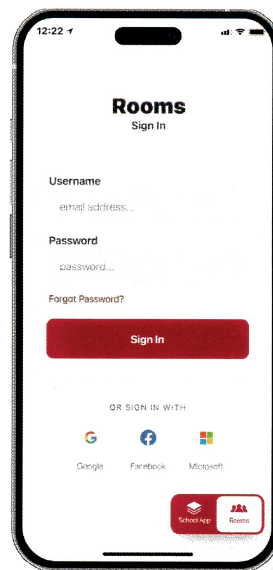 12:22
Rooms
Sign In
Username
email address...
Password
password...
Forgot Password?
Sign In
OR SIGN IN WITH
Google Facebook Microsoft
School App Rooms